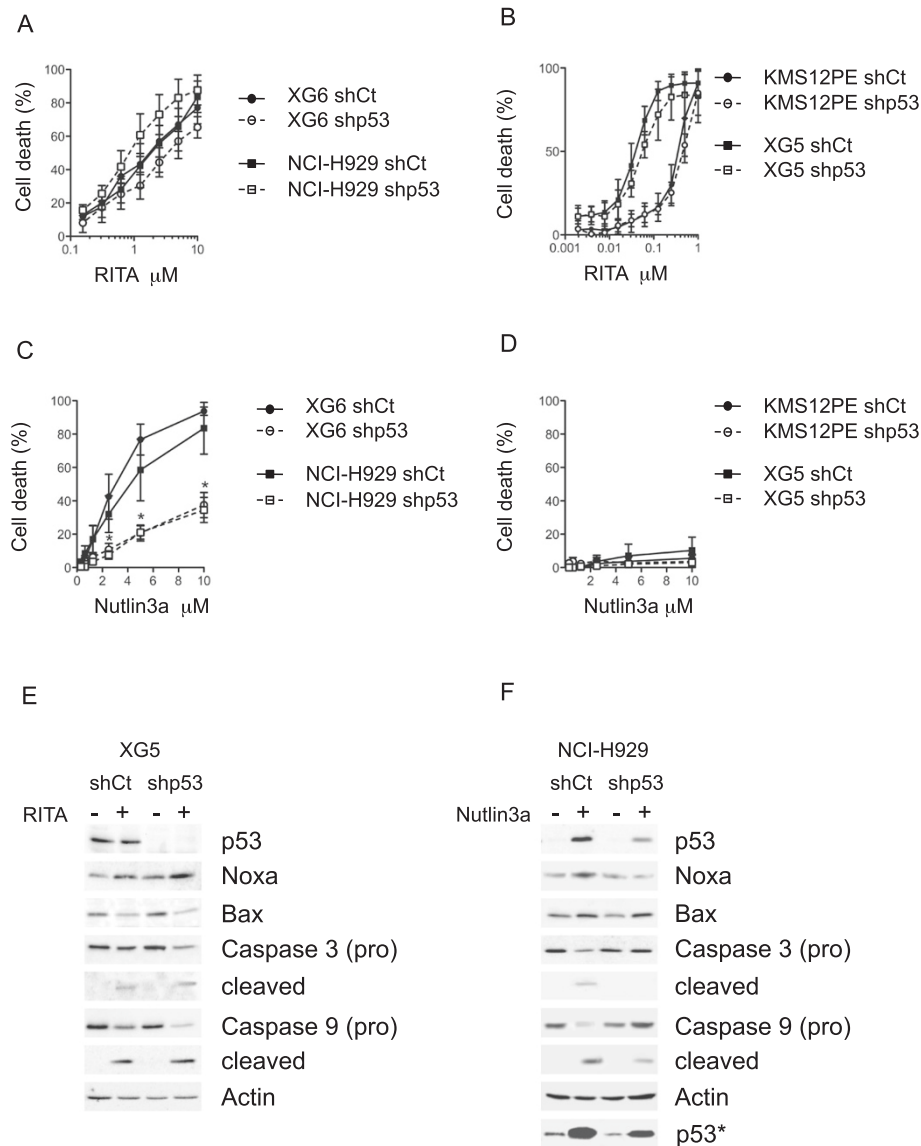 A
Cell death (%)
100
80
60
40
20
0
0.1
1
10
RITA μM
XG6 shCt
XG6 shp53
NCI-H929 shCt
NCI-H929 shp53
B
Cell death (%)
100
50
0
0.001
0.01
0.1
1
RITA μM
KMS12PE shCt
KMS12PE shp53
XG5 shCt
XG5 shp53
C
Cell death (%)
100
80
60
40
20
0
0 2 4 6 8 10
* * *
Nutlin3a μM
XG6 shCt
XG6 shp53
NCI-H929 shCt
NCI-H929 shp53
D
Cell death (%)
100
80
60
40
20
0
0 2 4 6 8 10
Nutlin3a μM
KMS12PE shCt
KMS12PE shp53
XG5 shCt
XG5 shp53
E
XG5
shCt shp53
RITA - + - +
p53
Noxa
Bax
Caspase 3 (pro)
cleaved
Caspase 9 (pro)
cleaved
Actin
F
NCI-H929
shCt shp53
Nutlin3a - + - +
p53
Noxa
Bax
Caspase 3 (pro)
cleaved
Caspase 9 (pro)
cleaved
Actin
p53*